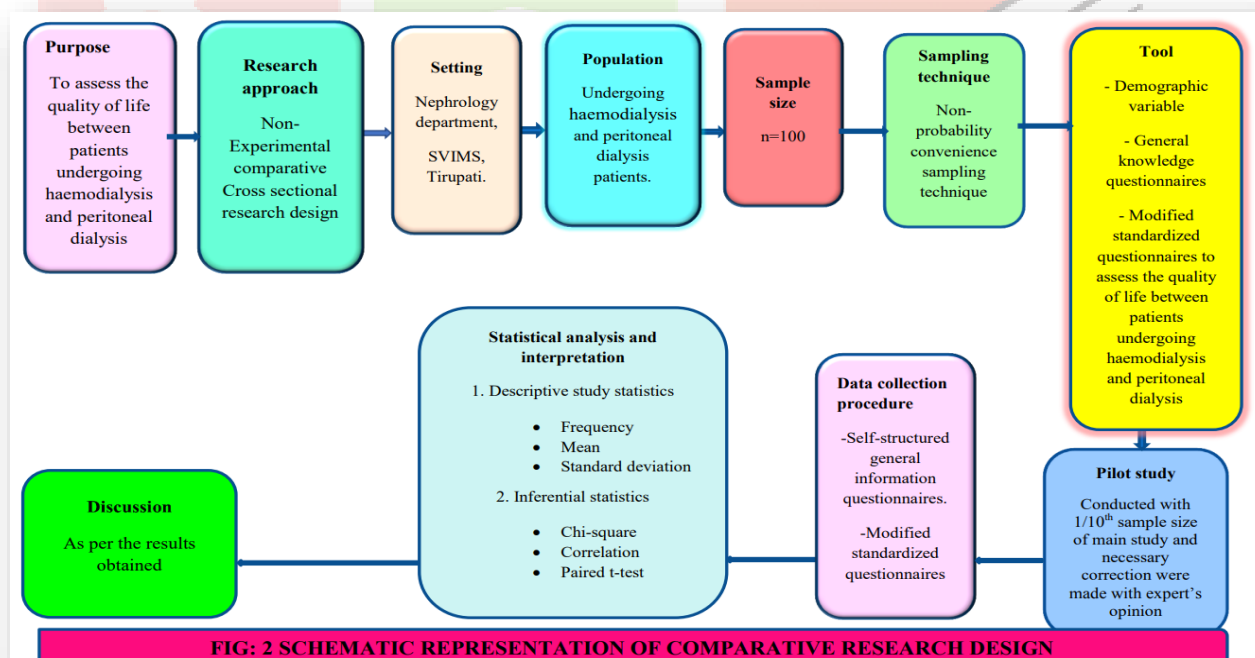 Purpose
To assess the
quality of life
between
patients
undergoing
haemodialysis
and peritoneal
dialysis
Research
approach
Non-
Experimental
comparative
Cross sectional
research design
Setting
Nephrology
department,
SVIMS,
Tirupati.
Population
Undergoing
haemodialysis
and peritoneal
dialysis
patients.
Sample
size
n=100
Sampling
technique
Non-
probability
convenience
sampling
technique
Tool
- Demographic
variable
- General
knowledge
questionnaires
- Modified
standardized
questionnaires to
assess the quality
of life between
patients
undergoing
haemodialysis
and peritoneal
dialysis
Pilot study
Conducted with
1/10th sample size
of main study and
necessary
correction were
made with expert's
opinion
Data collection
procedure
-Self-structured
general
information
questionnaires.
-Modified
standardized
questionnaires
Statistical analysis and
interpretation
1. Descriptive study statistics
• Frequency
• Mean
• Standard deviation
2. Inferential statistics
• Chi-square
• Correlation
• Paired t-test
Discussion
As per the results
obtained
FIG: 2 SCHEMATIC REPRESENTATION OF COMPARATIVE RESEARCH DESIGN